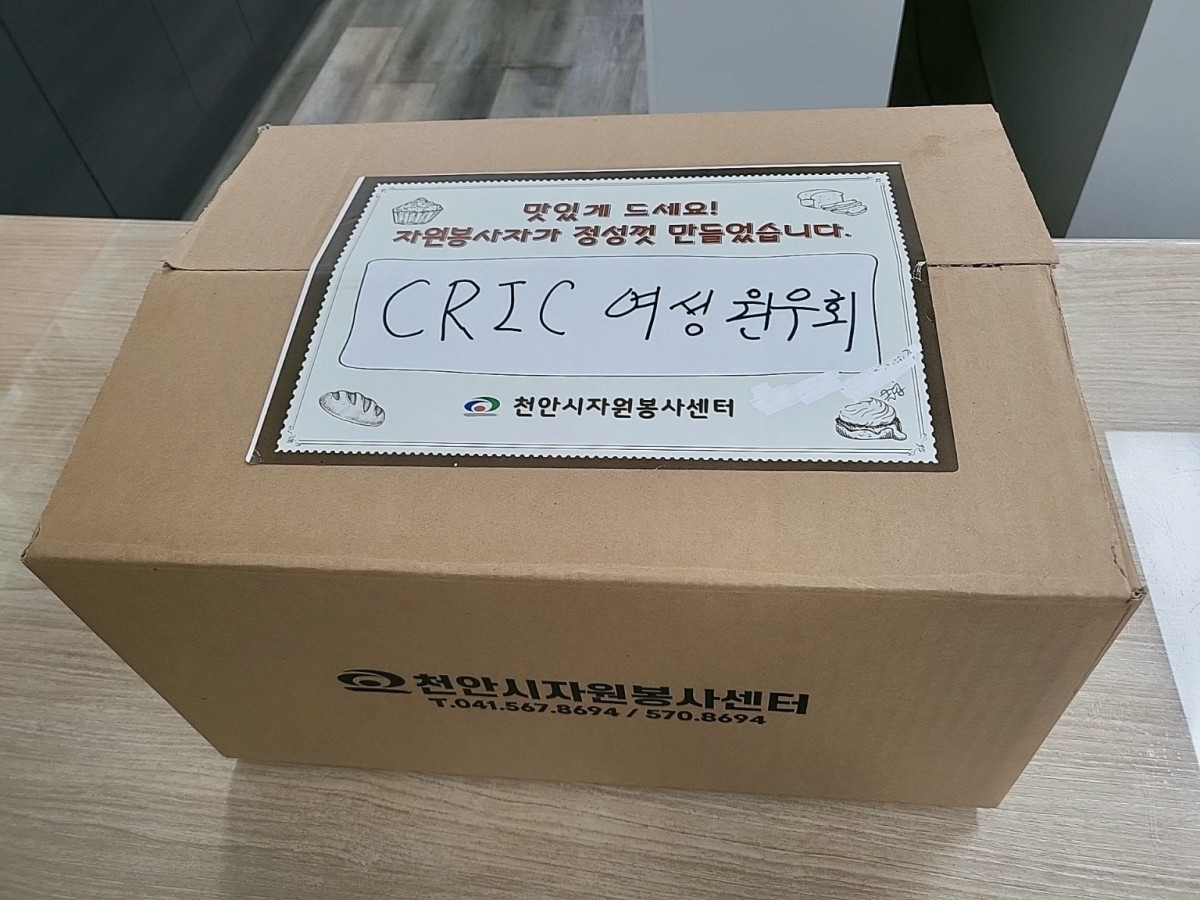 맛있게 드세요!
자원봉사자가 정성껏 만들었습니다.
CRIC 여성원우회
천안시자원봉사센터
천안시자원봉사센터
T.041.567.8694 / 570.8694